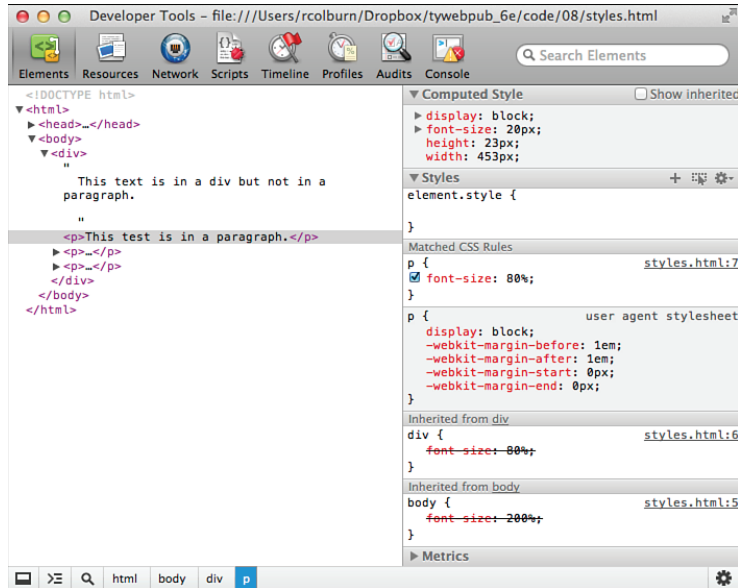 Developer Tools - file:///Users/rcolburn/Dropbox/tywebpub_6e/code/08/styles.html
Elements Resources Network Scripts Timeline Profiles Audits Console
Search Elements
<!DOCTYPE html>
▼<html>
▶<head>…</head>
▼<body>
▼<div>
"
This text is in a div but not in a
paragraph.
"
<p>This test is in a paragraph.</p>
▶<p>…</p>
▶<p>…</p>
</div>
</body>
</html>
▼Computed Style Show inherited
▶display: block;
▶font-size: 20px;
height: 23px;
width: 453px;
▼Styles
element.style {
}
Matched CSS Rules
p { styles.html:7
font-size: 80%;
}
p { user agent stylesheet
display: block;
-webkit-margin-before: 1em;
-webkit-margin-after: 1em;
-webkit-margin-start: 0px;
-webkit-margin-end: 0px;
}
Inherited from div
div { styles.html:6
font-size: 80%;
}
Inherited from body
body { styles.html:5
font-size: 200%;
}
▶Metrics
html body div p